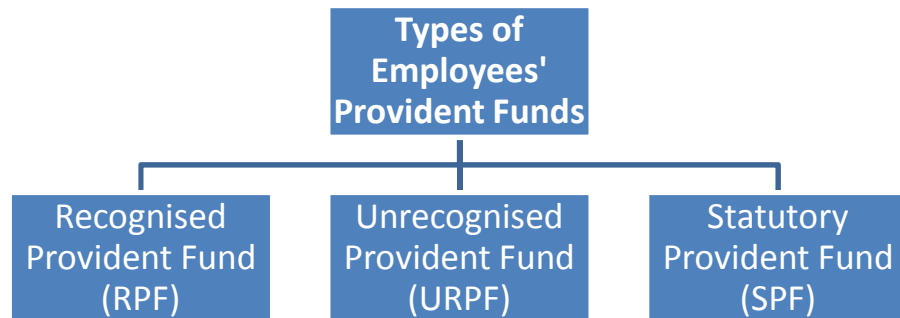 Types of
Employees'
Provident Funds
Recognised
Provident Fund
(RPF)
Unrecognised
Provident Fund
(URPF)
Statutory
Provident Fund
(SPF)